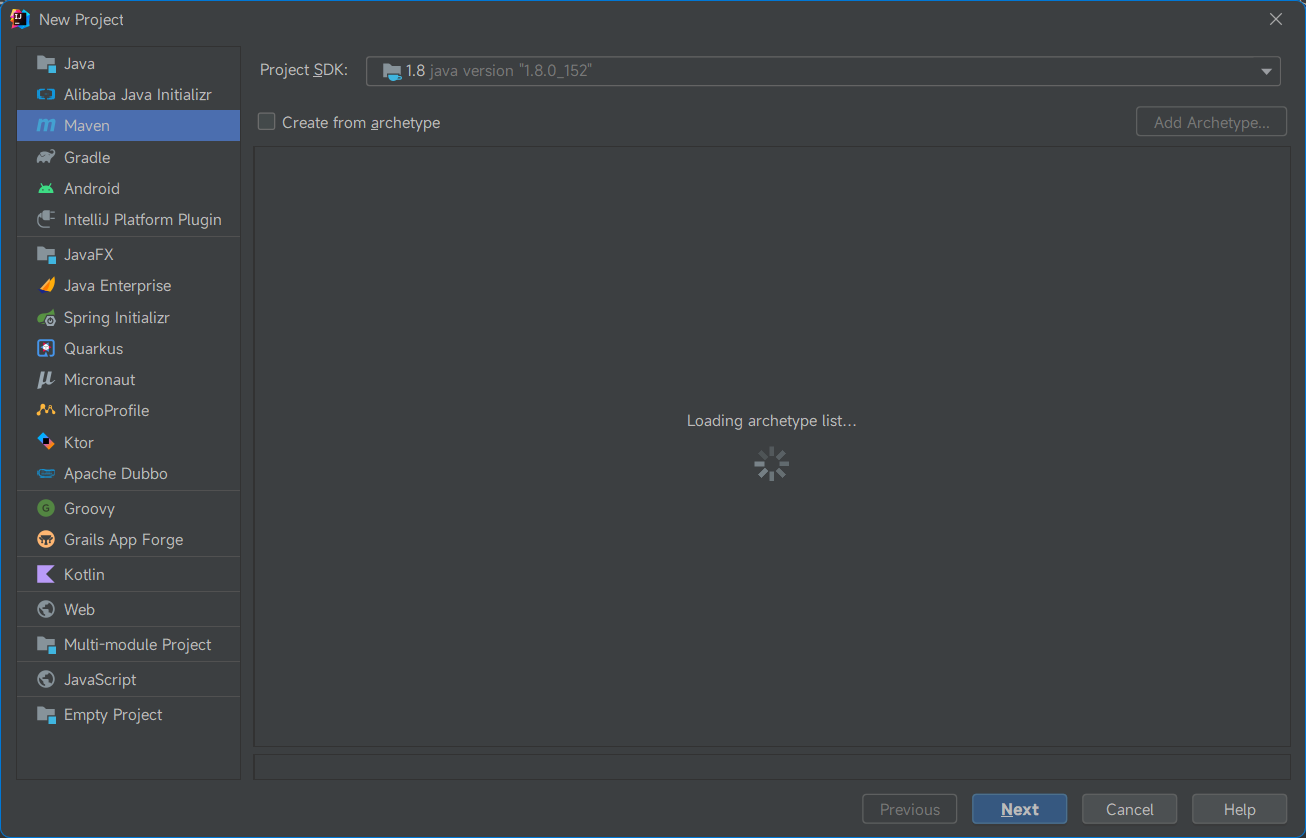 New Project
Java
Alibaba Java Initializr
Maven
Gradle
Android
IntelliJ Platform Plugin
JavaFX
Java Enterprise
Spring Initializr
Quarkus
Micronaut
MicroProfile
Ktor
Apache Dubbo
Groovy
Grails App Forge
Kotlin
Web
Multi-module Project
JavaScript
Empty Project
Project SDK: 1.8 java version "1.8.0_152"
Create from archetype Add Archetype...
Loading archetype list...
Previous Next Cancel Help